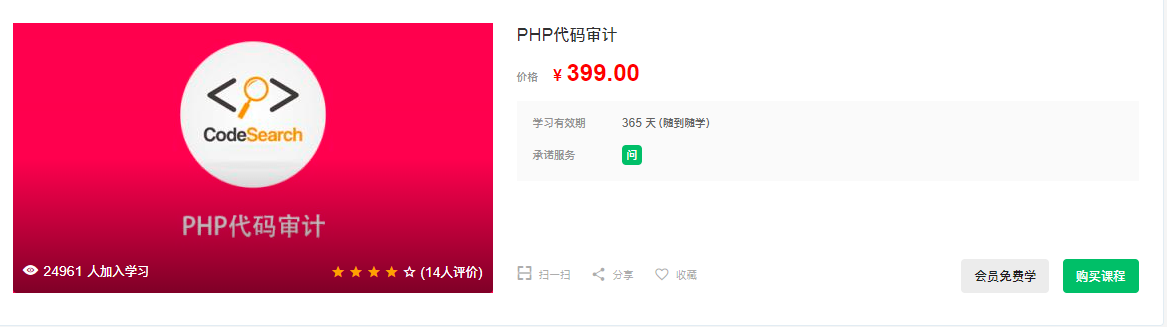 CodeSearch
PHP代码审计
24961 人加入学习
(14人评价)
PHP代码审计
价格 ¥ 399.00
学习有效期 365 天 (随到随学)
承诺服务 问
扫一扫 分享 收藏
会员免费学 购买课程